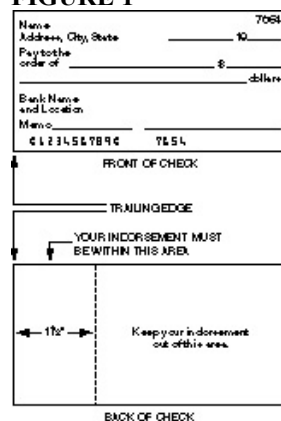 FIGURE 1
Name 7654
Address, City, State 19
Pay to the
order of $
dollars
Bank Name
and Location
Memo
0123456789C 7654
FRONT OF CHECK
TRAILING EDGE
YOUR INDORSEMENT MUST
BE WITHIN THIS AREA
1½"
Keep your indorsement
out of this area.
BACK OF CHECK